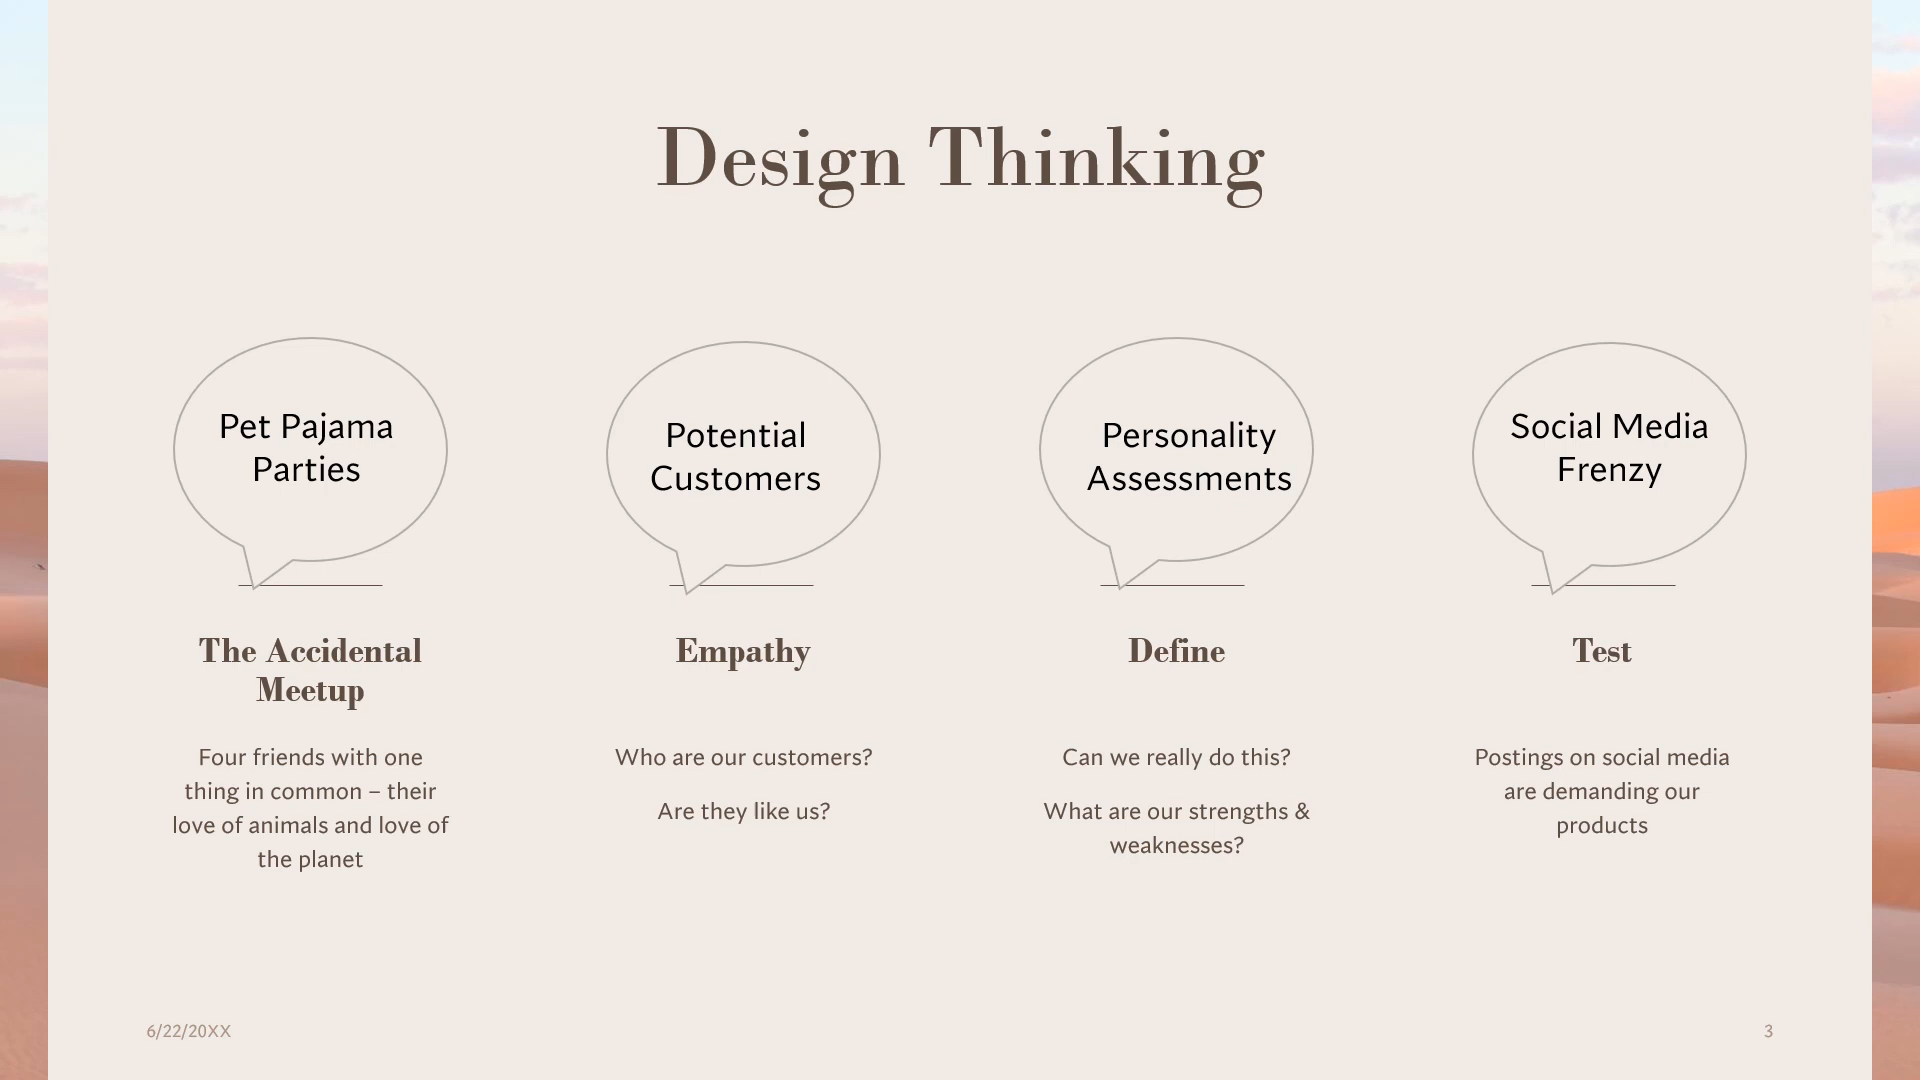 Design Thinking
Pet Pajama
Parties
Potential
Customers
Personality
Assessments
Social Media
Frenzy
The Accidental
Meetup
Empathy
Define
Test
Four friends with one
thing in common – their
love of animals and love of
the planet
Who are our customers?
Are they like us?
Can we really do this?
What are our strengths &
weaknesses?
Postings on social media
are demanding our
products
6/22/20XX
3